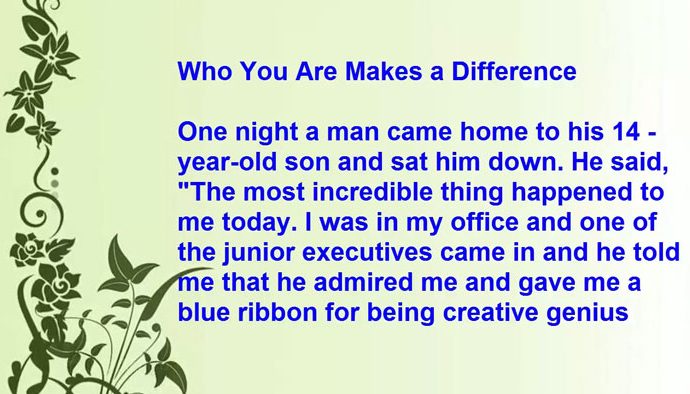 Who You Are Makes a Difference
One night a man came home to his 14 -
year-old son and sat him down. He said,
"The most incredible thing happened to
me today. I was in my office and one of
the junior executives came in and he told
me that he admired me and gave me a
blue ribbon for being creative genius